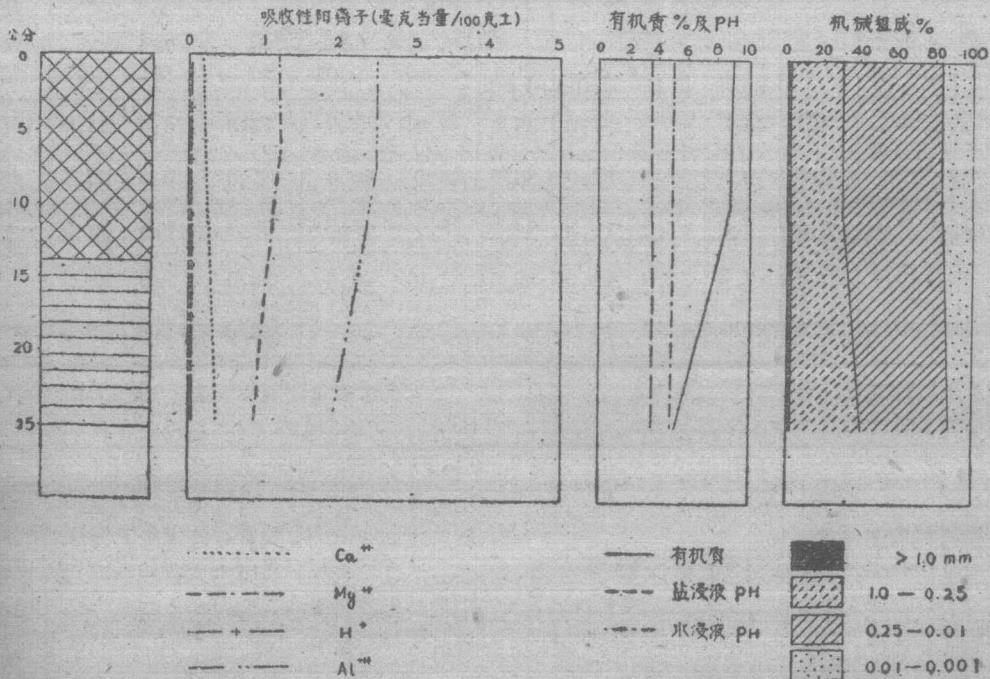 吸收性阳离子(毫克当量/100克土)
有机质%及PH
机械组成%
公分
0 1 2 3 4 5
0 2 4 6 8 10
0 20 40 60 80 100
0
5
10
15
20
25
Ca++
My++
H+
Al+++
有机质
盐浸液 pH
水浸液 pH
> 1.0 mm
1.0 — 0.25
0.25 — 0.01
0.01 — 0.001